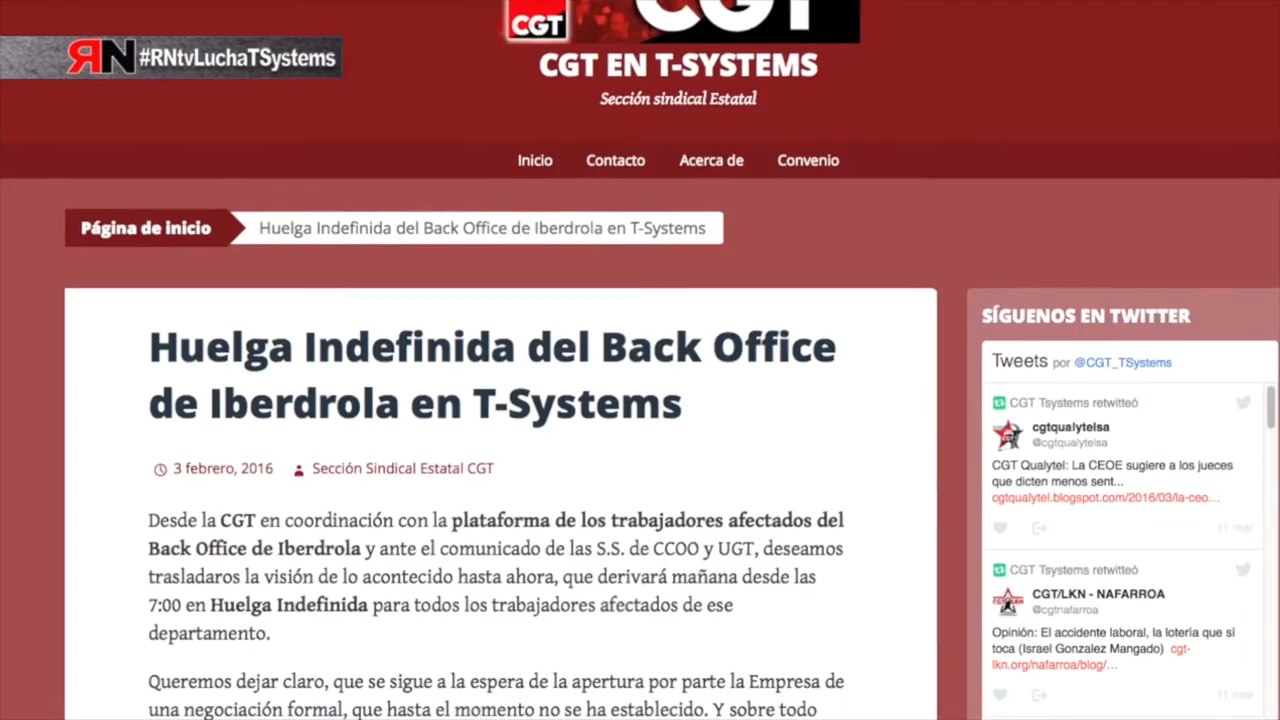 CGT
CGT
RN #RNtvLuchaTSystems
CGT EN T-SYSTEMS
Sección sindical Estatal
Inicio Contacto Acerca de Convenio
Página de inicio Huelga Indefinida del Back Office de Iberdrola en T-Systems
Huelga Indefinida del Back Office
de Iberdrola en T-Systems
3 febrero, 2016 Sección Sindical Estatal CGT
Desde la CGT en coordinación con la plataforma de los trabajadores afectados del
Back Office de Iberdrola y ante el comunicado de las S.S. de CCOO y UGT, deseamos
trasladaros la visión de lo acontecido hasta ahora, que derivará mañana desde las
7:00 en Huelga Indefinida para todos los trabajadores afectados de ese
departamento.
Queremos dejar claro, que se sigue a la espera de la apertura por parte la Empresa de
una negociación formal, que hasta el momento no se ha establecido. Y sobre todo
SÍGUENOS EN TWITTER
Tweets por @CGT_TSystems
CGT Tsystems retwitteó
cgtqualytelsa
@cgtqualytelsa
CGT Qualytel: La CEOE sugiere a los jueces
que dicten menos sent...
cgtqualytel.blogspot.com/2016/03/la-ceo…
11 mar
CGT Tsystems retwitteó
CGT/LKN - NAFARROA
@cgtnafarroa
Opinión: El accidente laboral, la lotería que sí
toca (Israel Gonzalez Mangado) cgt-
lkn.org/nafarroa/blog/…
11 mar